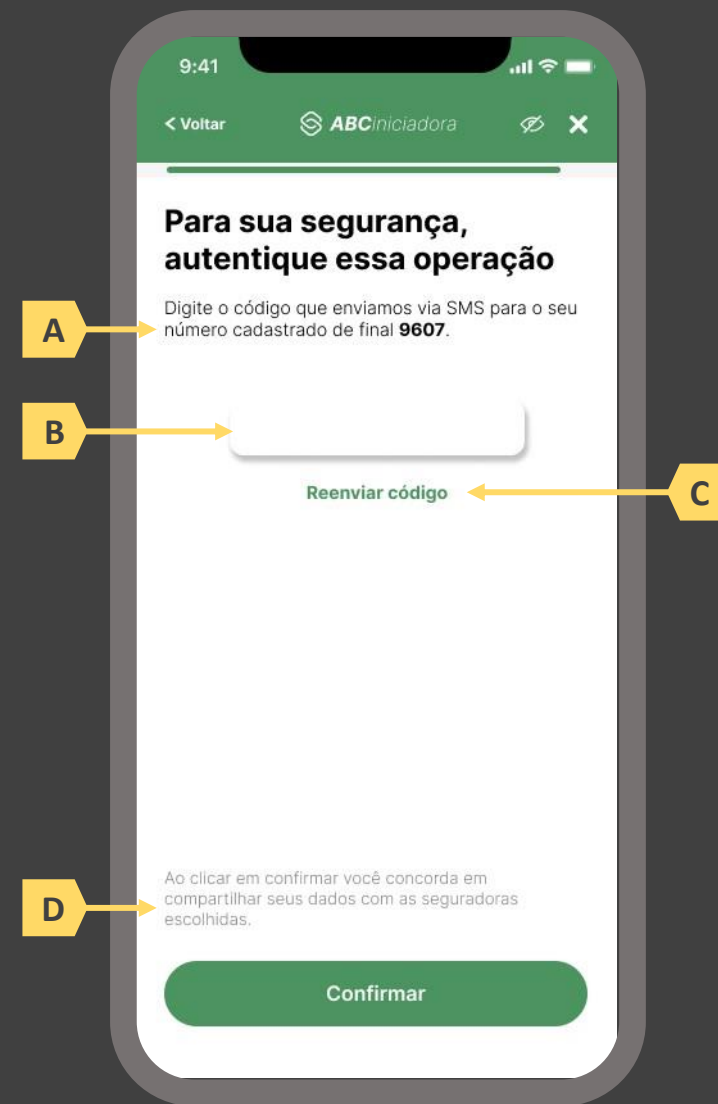 9:41
< Voltar
ABCiniciadora
Para sua segurança,
autentique essa operação
A
Digite o código que enviamos via SMS para o seu
número cadastrado de final 9607.
B
Reenviar código
C
D
Ao clicar em confirmar você concorda em
compartilhar seus dados com as seguradoras
escolhidas.
Confirmar